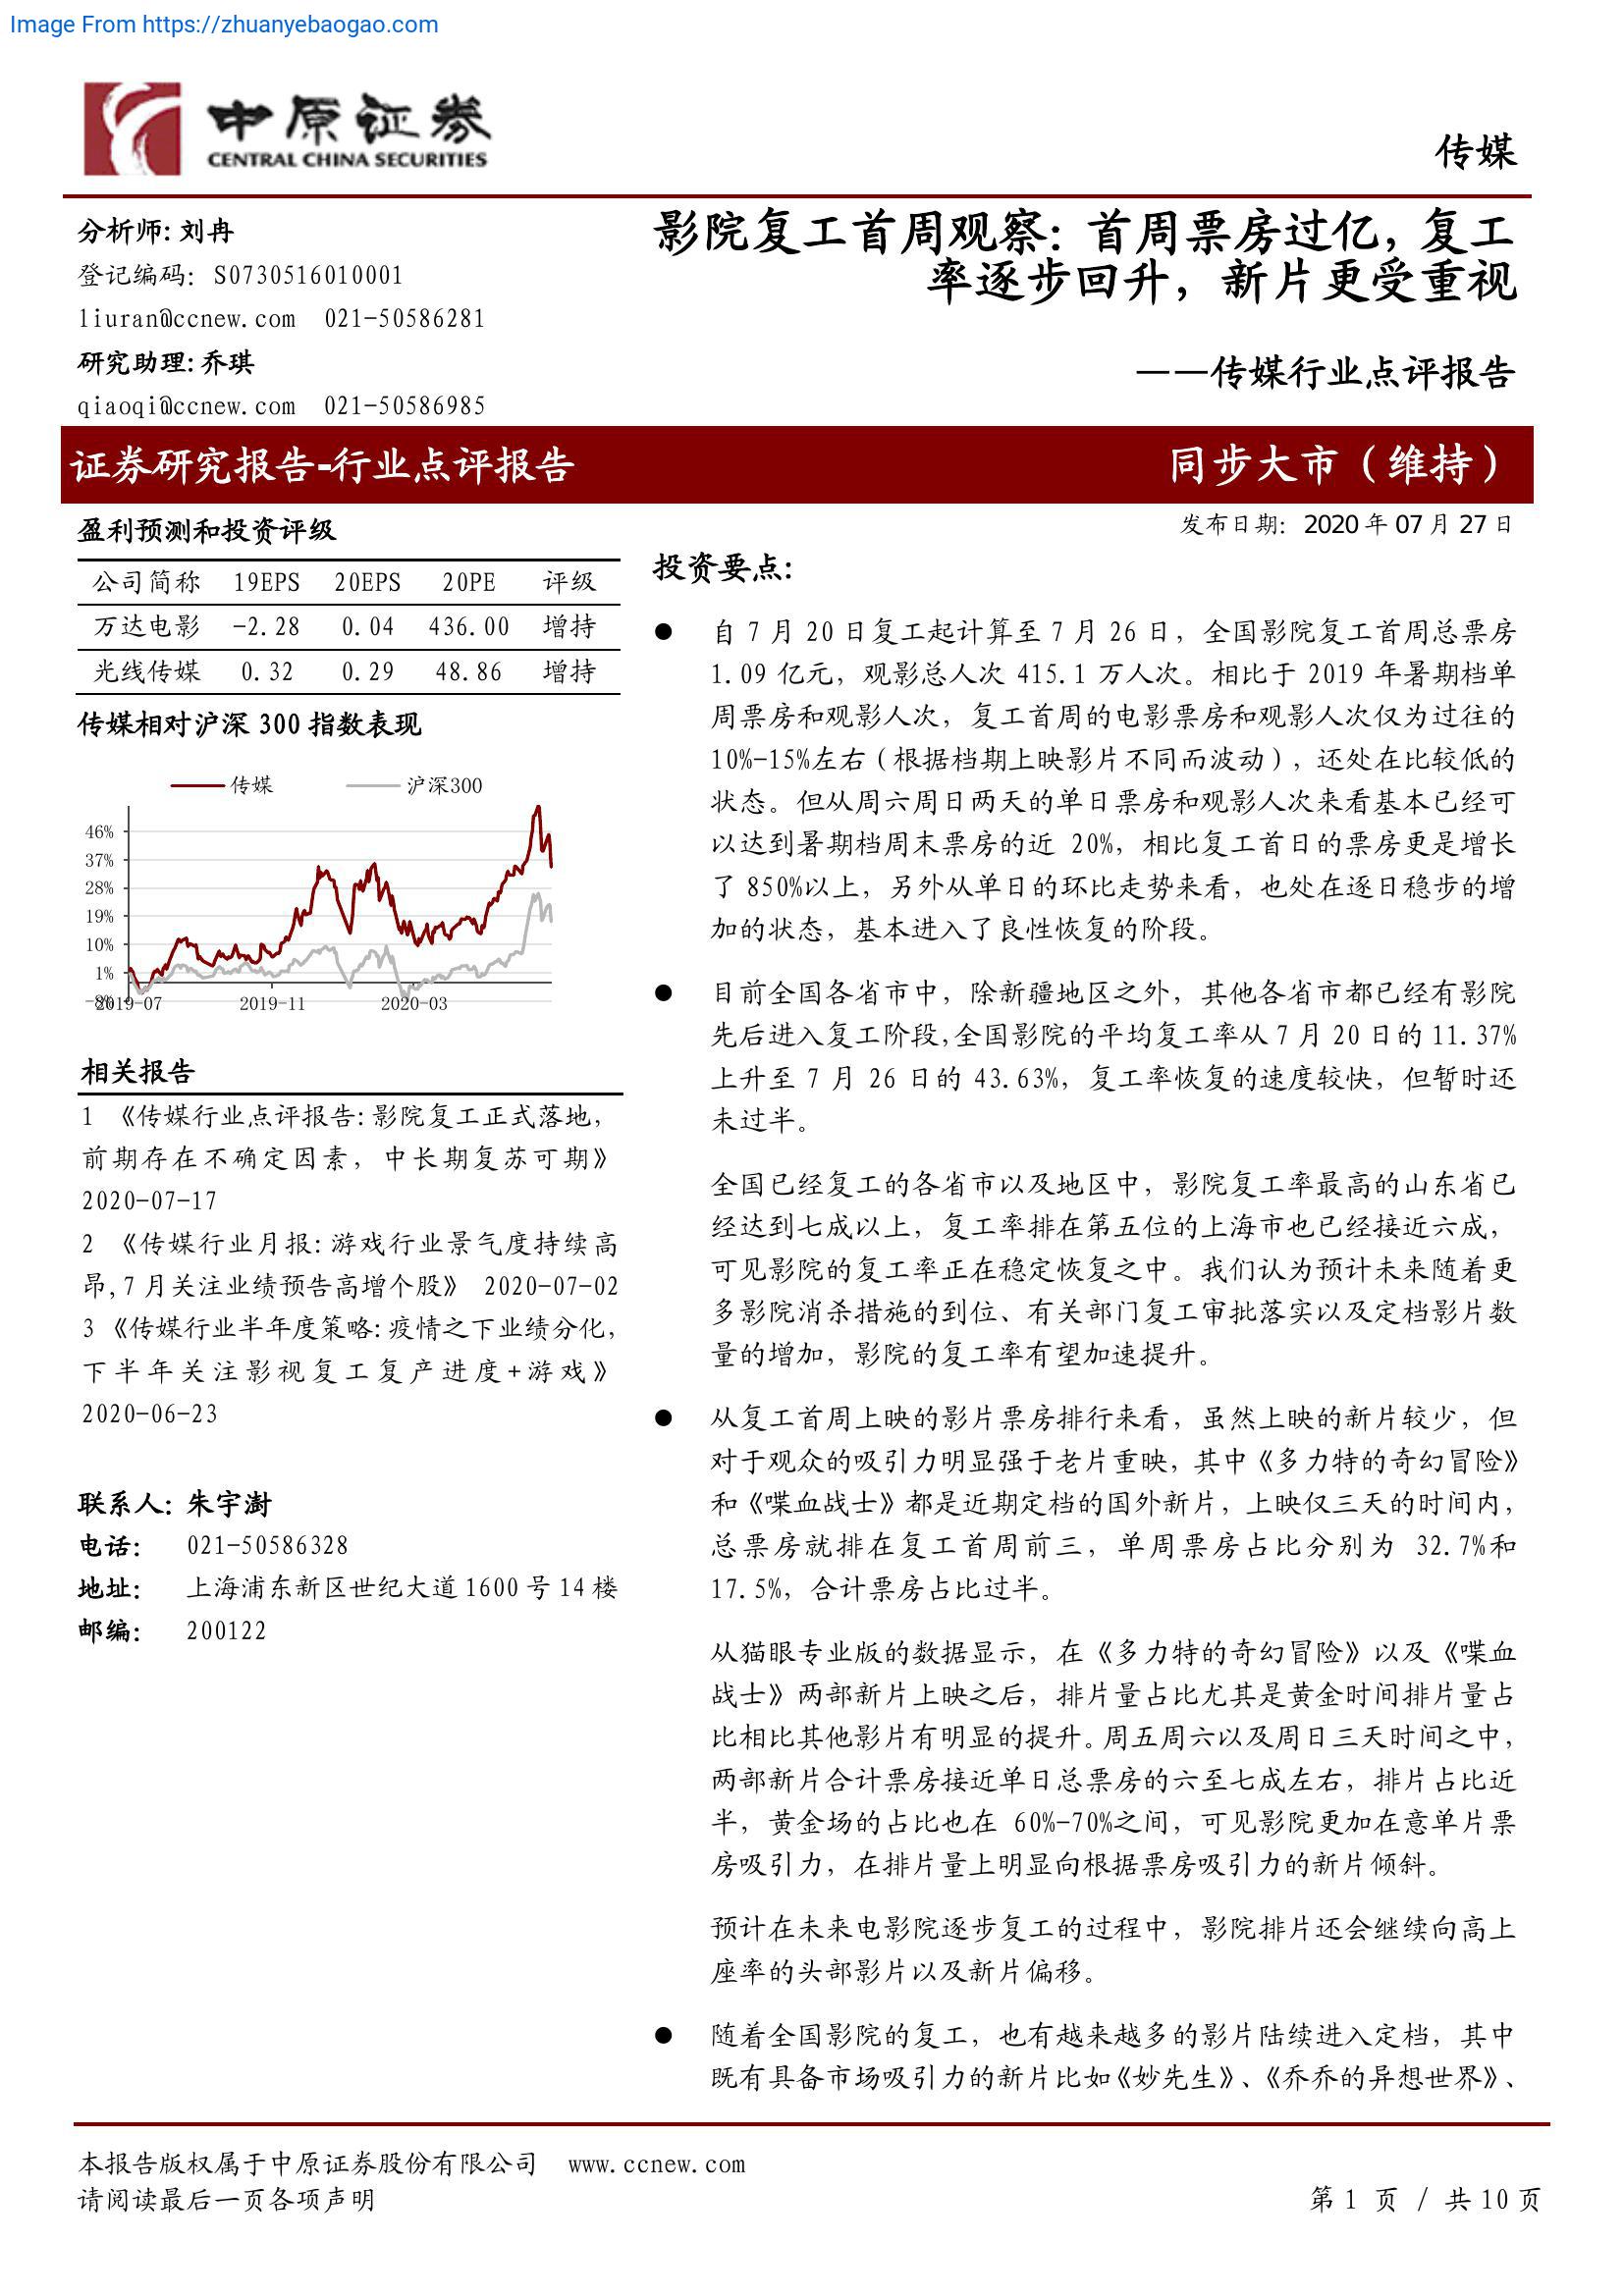 Image From https://zhuanyebaogao.com
中原证券
CENTRAL CHINA SECURITIES
传媒
分析师:刘冉
登记编码：S0730516010001
liuran@ccnew.com 021-50586281
研究助理:乔琪
qiaoqi@ccnew.com 021-50586985
影院复工首周观察：首周票房过亿，复工
率逐步回升，新片更受重视
——传媒行业点评报告
证券研究报告-行业点评报告
同步大市（维持）
盈利预测和投资评级
公司简称 19EPS 20EPS 20PE 评级
万达电影 -2.28 0.04 436.00 增持
光线传媒 0.32 0.29 48.86 增持
传媒相对沪深 300 指数表现
传媒 沪深300
46%
37%
28%
19%
10%
1%
-8%
2019-07 2019-11 2020-03
相关报告
1 《传媒行业点评报告:影院复工正式落地，
前期存在不确定因素，中长期复苏可期》
2020-07-17
2 《传媒行业月报:游戏行业景气度持续高
昂,7 月关注业绩预告高增个股》 2020-07-02
3 《传媒行业半年度策略:疫情之下业绩分化，
下半年关注影视复工复产进度+游戏》
2020-06-23
联系人：朱宇澍
电话： 021-50586328
地址： 上海浦东新区世纪大道 1600 号 14 楼
邮编： 200122
发布日期：2020 年 07 月 27 日
投资要点:
● 自 7 月 20 日复工起计算至 7 月 26 日，全国影院复工首周总票房
1.09 亿元，观影总人次 415.1 万人次。相比于 2019 年暑期档单
周票房和观影人次，复工首周的电影票房和观影人次仅为过往的
10%-15%左右（根据档期上映影片不同而波动），还处在比较低的
状态。但从周六周日两天的单日票房和观影人次来看基本已经可
以达到暑期档周末票房的近 20%，相比复工首日的票房更是增长
了 850%以上，另外从单日的环比走势来看，也处在逐日稳步的增
加的状态，基本进入了良性恢复的阶段。
● 目前全国各省市中，除新疆地区之外，其他各省市都已经有影院
先后进入复工阶段,全国影院的平均复工率从 7 月 20 日的 11.37%
上升至 7 月 26 日的 43.63%，复工率恢复的速度较快，但暂时还
未过半。
全国已经复工的各省市以及地区中，影院复工率最高的山东省已
经达到七成以上，复工率排在第五位的上海市也已经接近六成，
可见影院的复工率正在稳定恢复之中。我们认为预计未来随着更
多影院消杀措施的到位、有关部门复工审批落实以及定档影片数
量的增加，影院的复工率有望加速提升。
● 从复工首周上映的影片票房排行来看，虽然上映的新片较少，但
对于观众的吸引力明显强于老片重映，其中《多力特的奇幻冒险》
和《喋血战士》都是近期定档的国外新片，上映仅三天的时间内，
总票房就排在复工首周前三，单周票房占比分别为 32.7%和
17.5%，合计票房占比过半。
从猫眼专业版的数据显示，在《多力特的奇幻冒险》以及《喋血
战士》两部新片上映之后，排片量占比尤其是黄金时间排片量占
比相比其他影片有明显的提升。周五周六以及周日三天时间之中，
两部新片合计票房接近单日总票房的六至七成左右，排片占比近
半，黄金场的占比也在 60%-70%之间，可见影院更加在意单片票
房吸引力，在排片量上明显向根据票房吸引力的新片倾斜。
预计在未来电影院逐步复工的过程中，影院排片还会继续向高上
座率的头部影片以及新片偏移。
● 随着全国影院的复工，也有越来越多的影片陆续进入定档，其中
既有具备市场吸引力的新片比如《妙先生》、《乔乔的异想世界》、
本报告版权属于中原证券股份有限公司 www.ccnew.com
请阅读最后一页各项声明
第 1 页 / 共 10 页